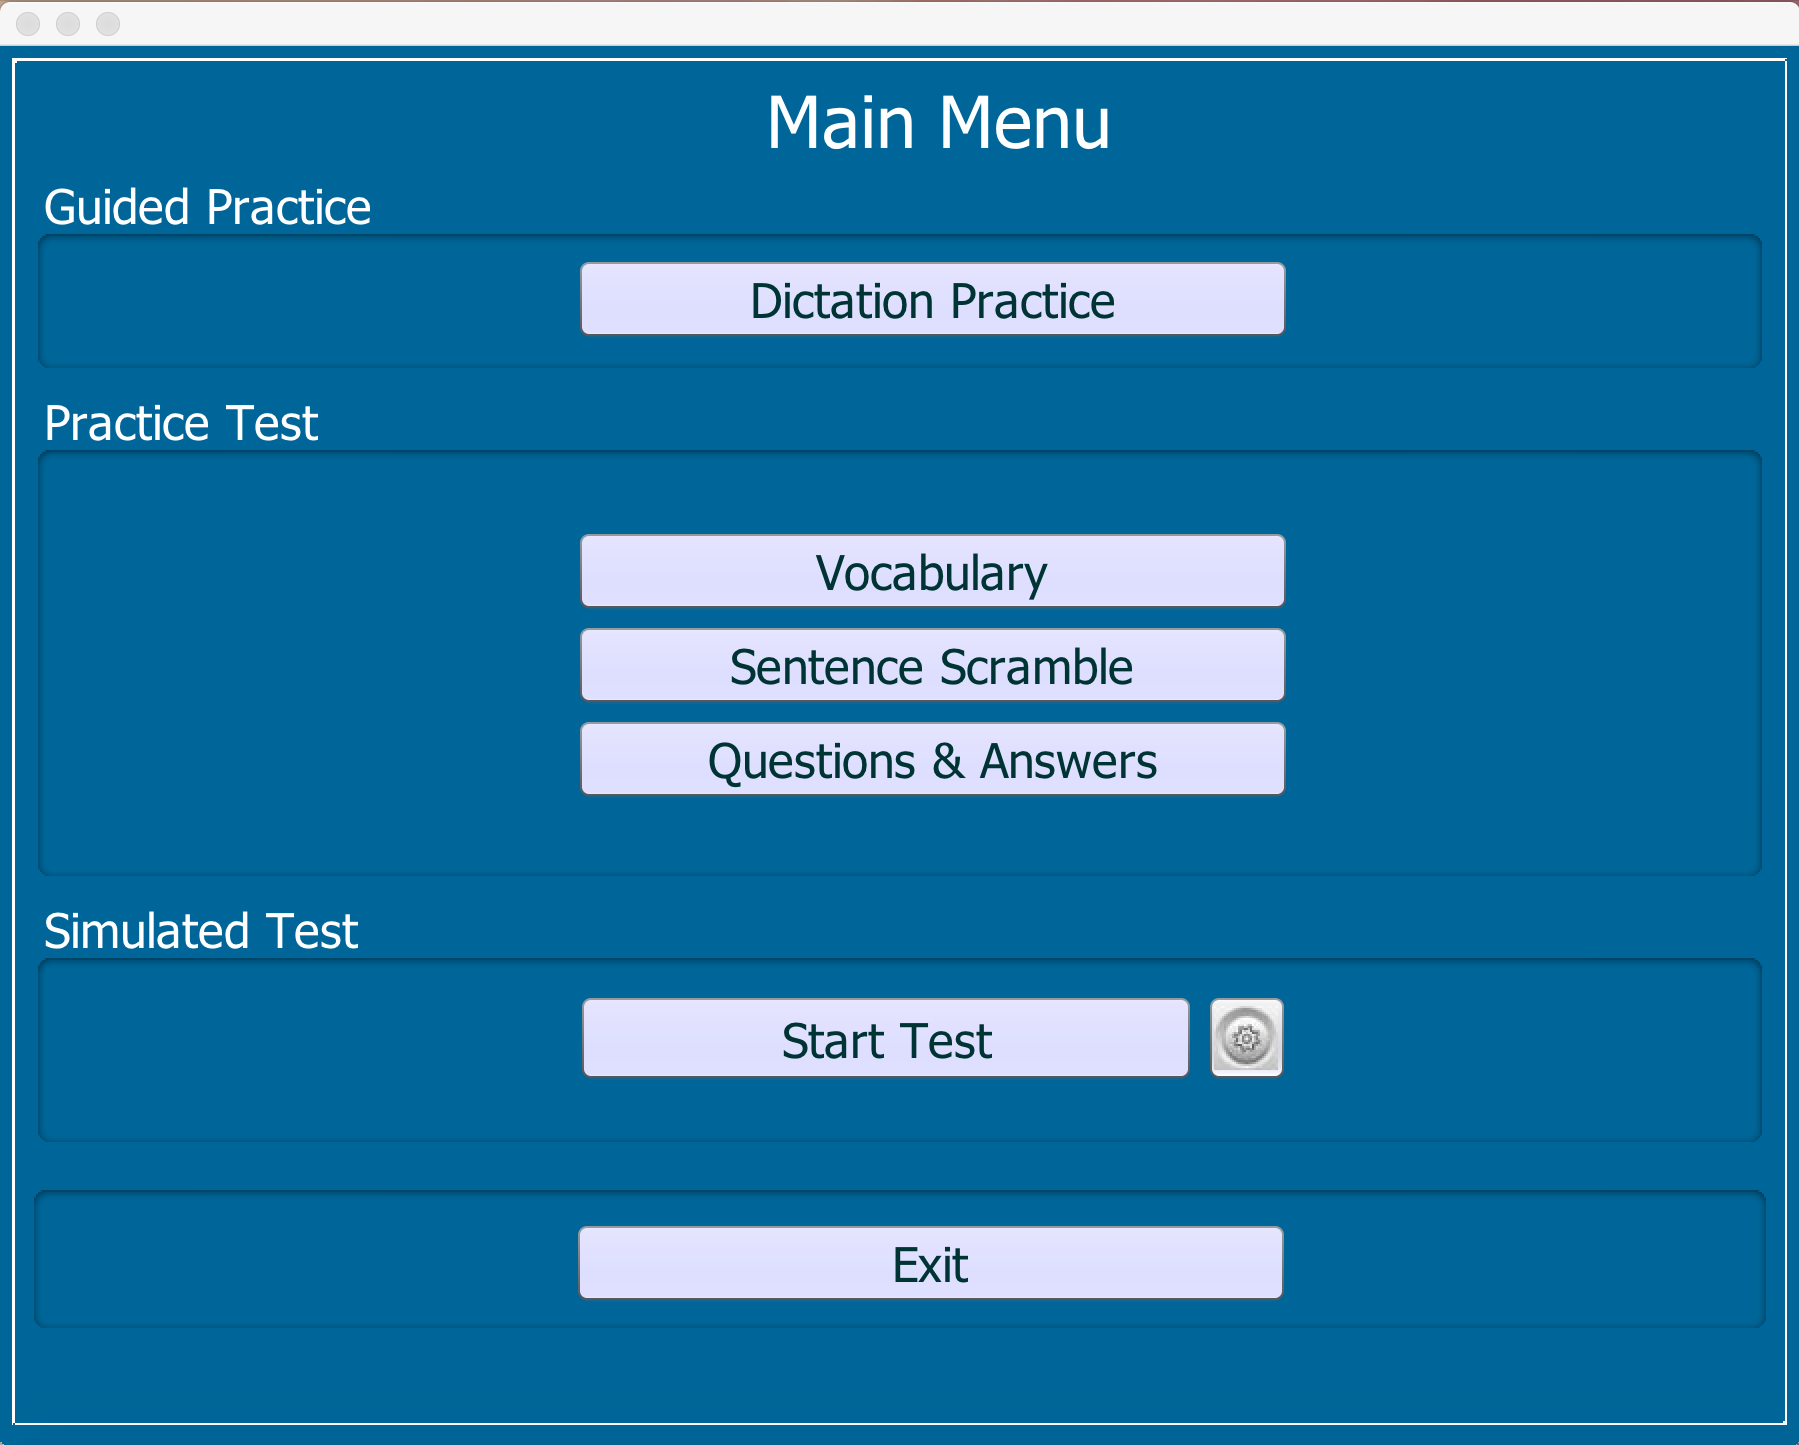 Main Menu
Guided Practice
Dictation Practice
Practice Test
Vocabulary
Sentence Scramble
Questions & Answers
Simulated Test
Start Test
Exit